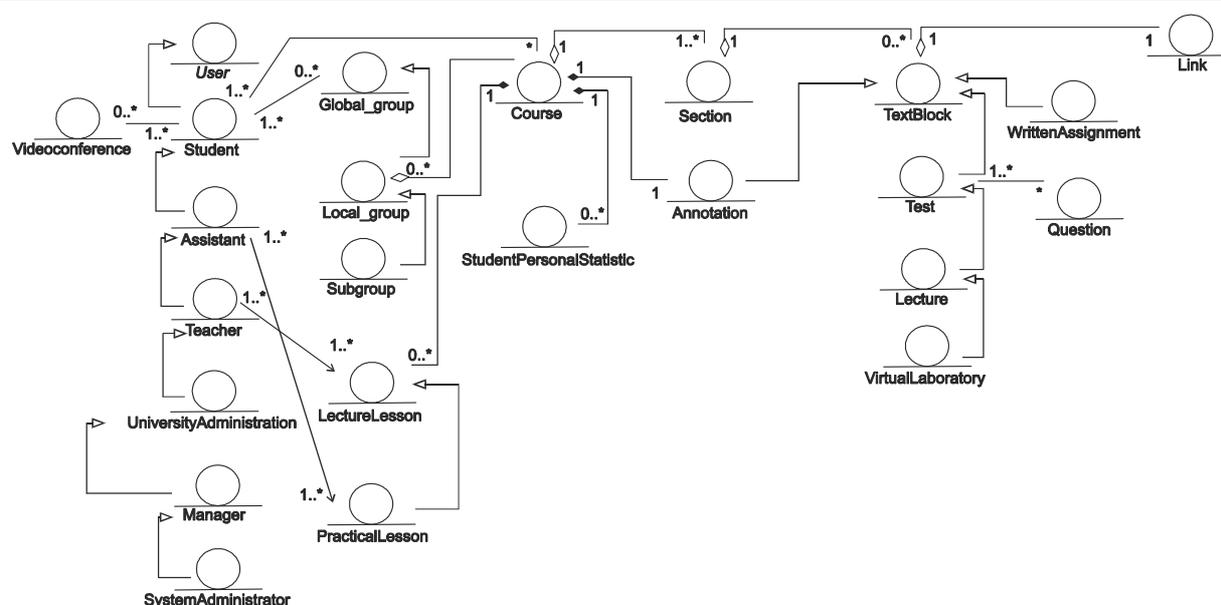 User
Videoconference
0..*
1..*
Student
1..*
0..*
1..*
Global_group
*
1
Course
1..*
1
Section
0..*
1
TextBlock
1
Link
WrittenAssignment
1
1
1
0..*
Local_group
Subgroup
0..*
StudentPersonalStatistic
1
Annotation
Test
1..*
*
Question
Lecture
VirtualLaboratory
Assistant
1..*
Teacher
1..*
1..*
0..*
LectureLesson
UniversityAdministration
Manager
1..*
PracticalLesson
SystemAdministrator